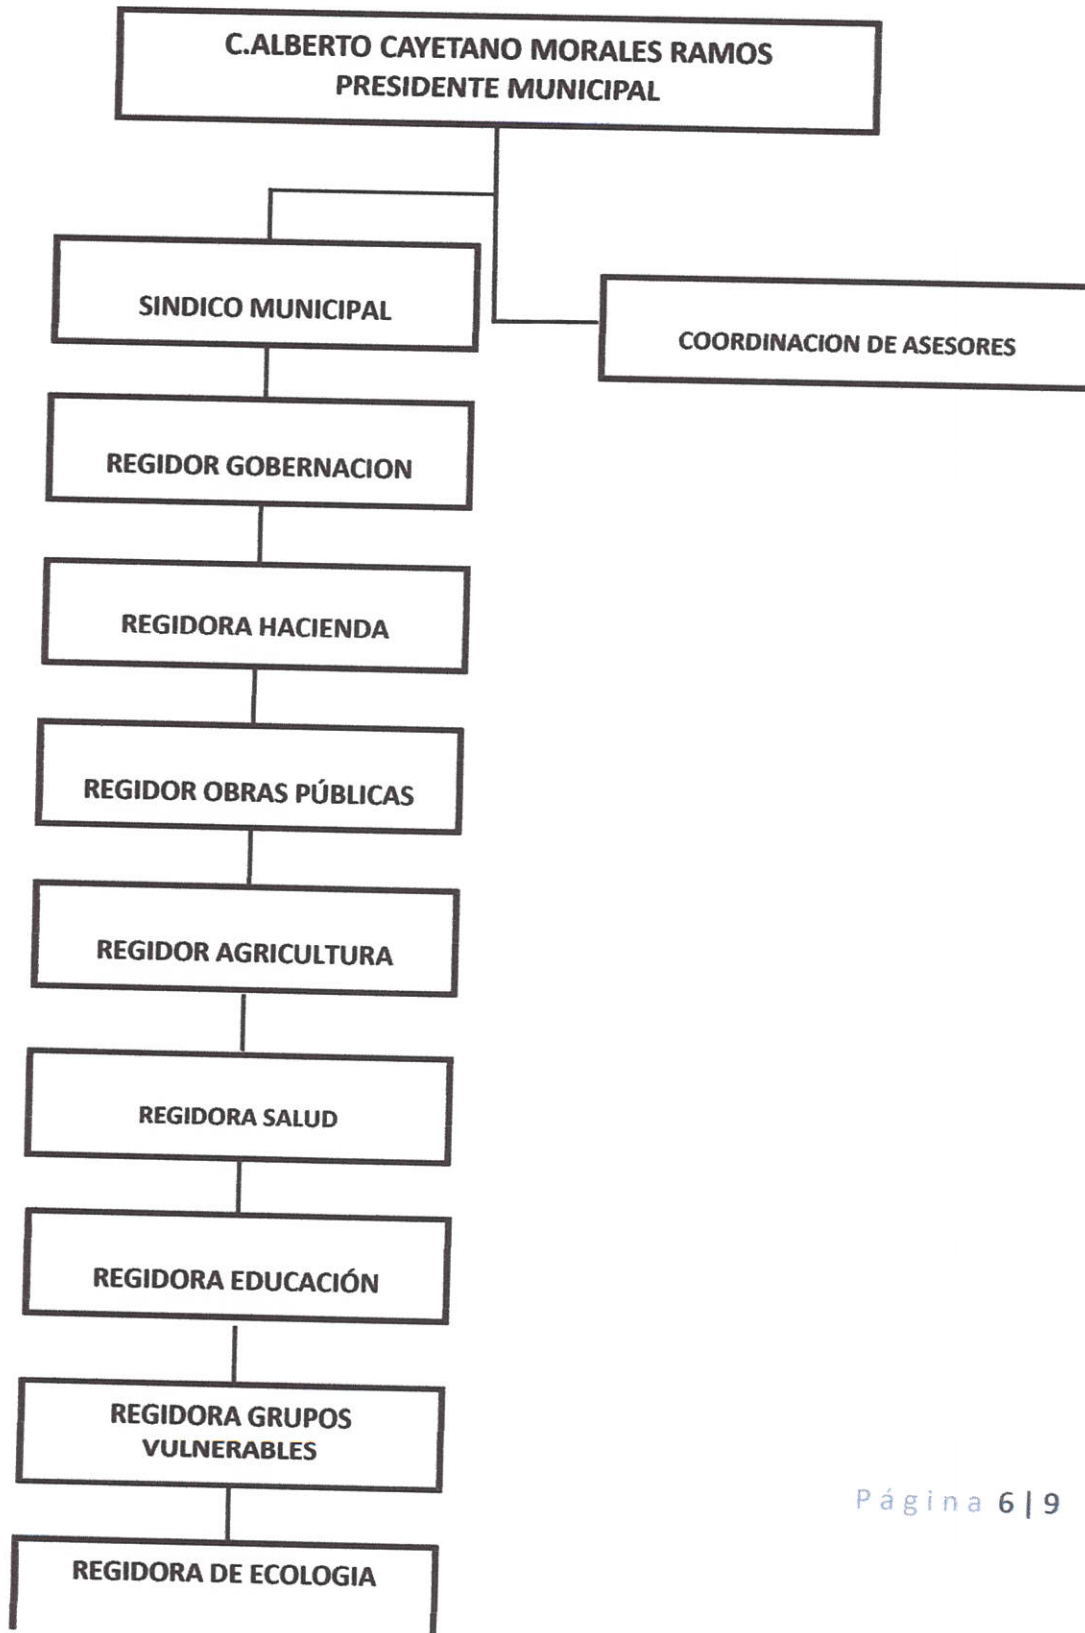 C.ALBERTO CAYETANO MORALES RAMOS
PRESIDENTE MUNICIPAL
SINDICO MUNICIPAL
COORDINACION DE ASESORES
REGIDOR GOBERNACION
REGIDORA HACIENDA
REGIDOR OBRAS PÚBLICAS
REGIDOR AGRICULTURA
REGIDORA SALUD
REGIDORA EDUCACIÓN
REGIDORA GRUPOS
VULNERABLES
REGIDORA DE ECOLOGIA
Página 6 | 9